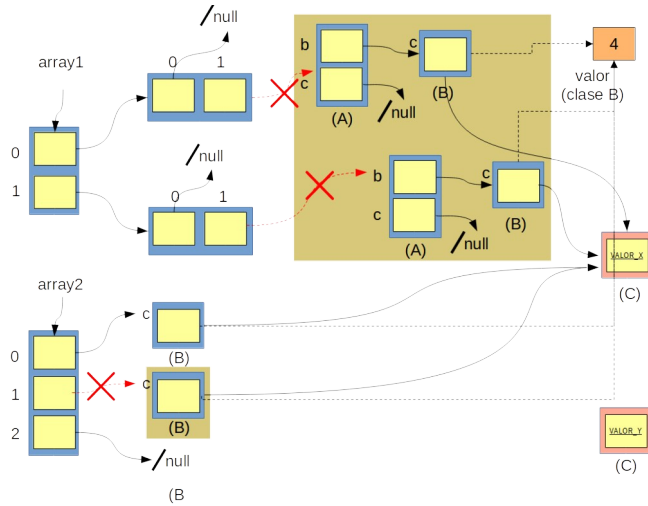 null
array1
0 1
b
c
4
valor
(clase B)
c
(B)
(A)
null
0
1
null
0 1
b
c
c
(B)
(A)
null
VALOR_X
(C)
array2
0
1
2
c
(B)
c
(B)
null
(B
VALOR_Y
(C)